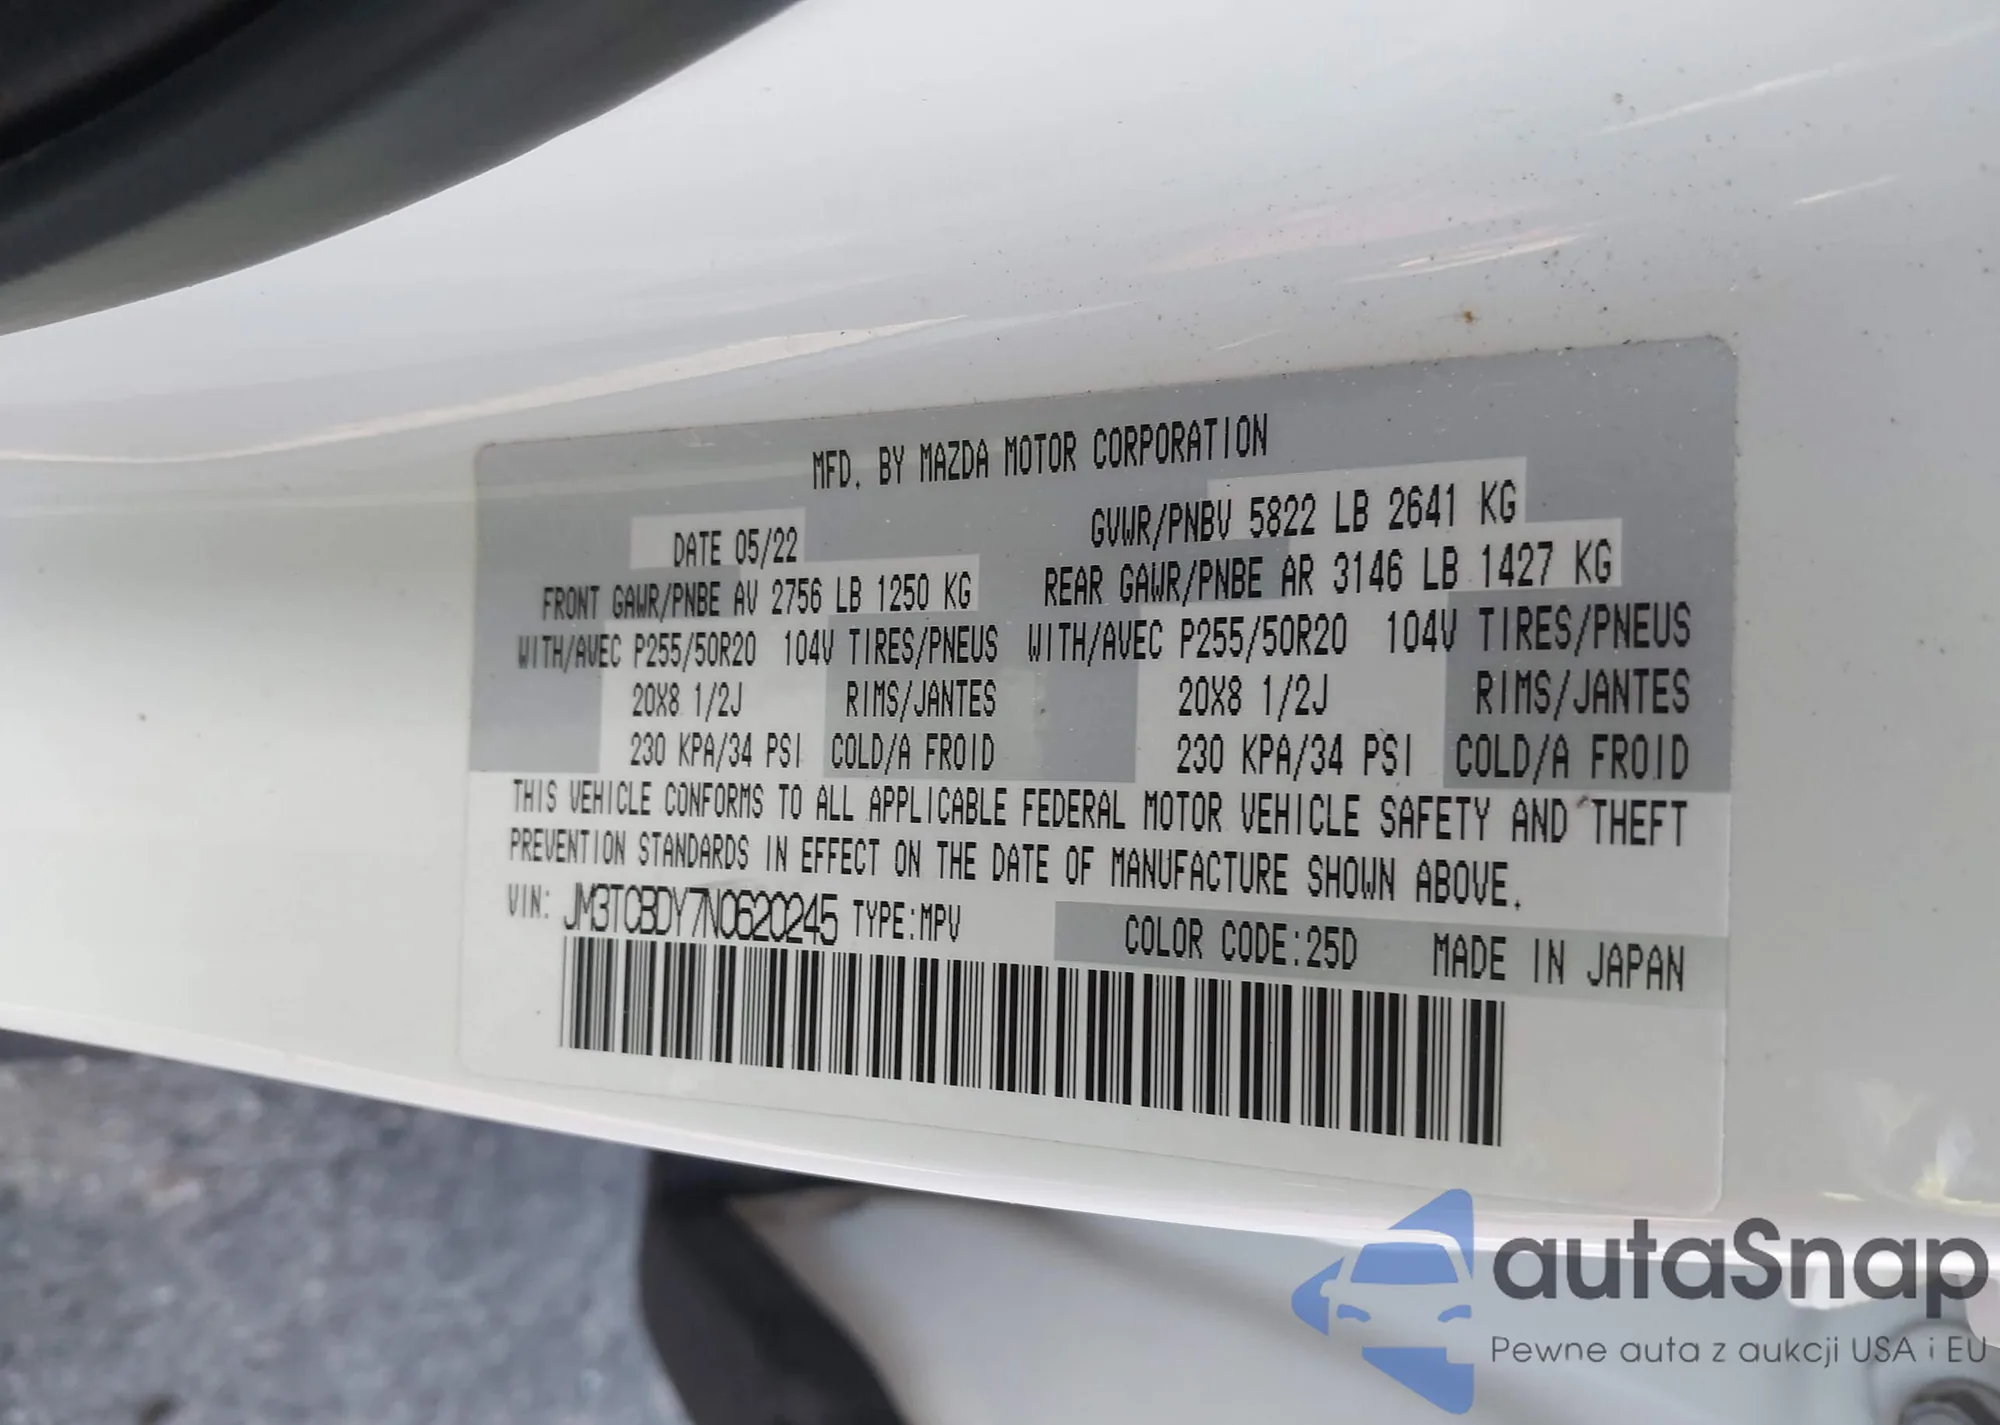 MFD. BY MAZDA MOTOR CORPORATION
DATE 05/22
GVWR/PNBV 5822 LB 2641 KG
FRONT GAWR/PNBE AV 2756 LB 1250 KG
REAR GAWR/PNBE AR 3146 LB 1427 KG
WITH/AVEC P255/50R20 104V TIRES/PNEUS
WITH/AVEC P255/50R20 104V TIRES/PNEUS
20X8 1/2J RIMS/JANTES
20X8 1/2J RIMS/JANTES
230 KPA/34 PSI COLD/A FROID
230 KPA/34 PSI COLD/A FROID
THIS VEHICLE CONFORMS TO ALL APPLICABLE FEDERAL MOTOR VEHICLE SAFETY AND THEFT
PREVENTION STANDARDS IN EFFECT ON THE DATE OF MANUFACTURE SHOWN ABOVE.
VIN: JM3TCBDY7N0620245 TYPE:MPV COLOR CODE:25D MADE IN JAPAN
autaSnap
Pewne auta z aukcji USA i EU